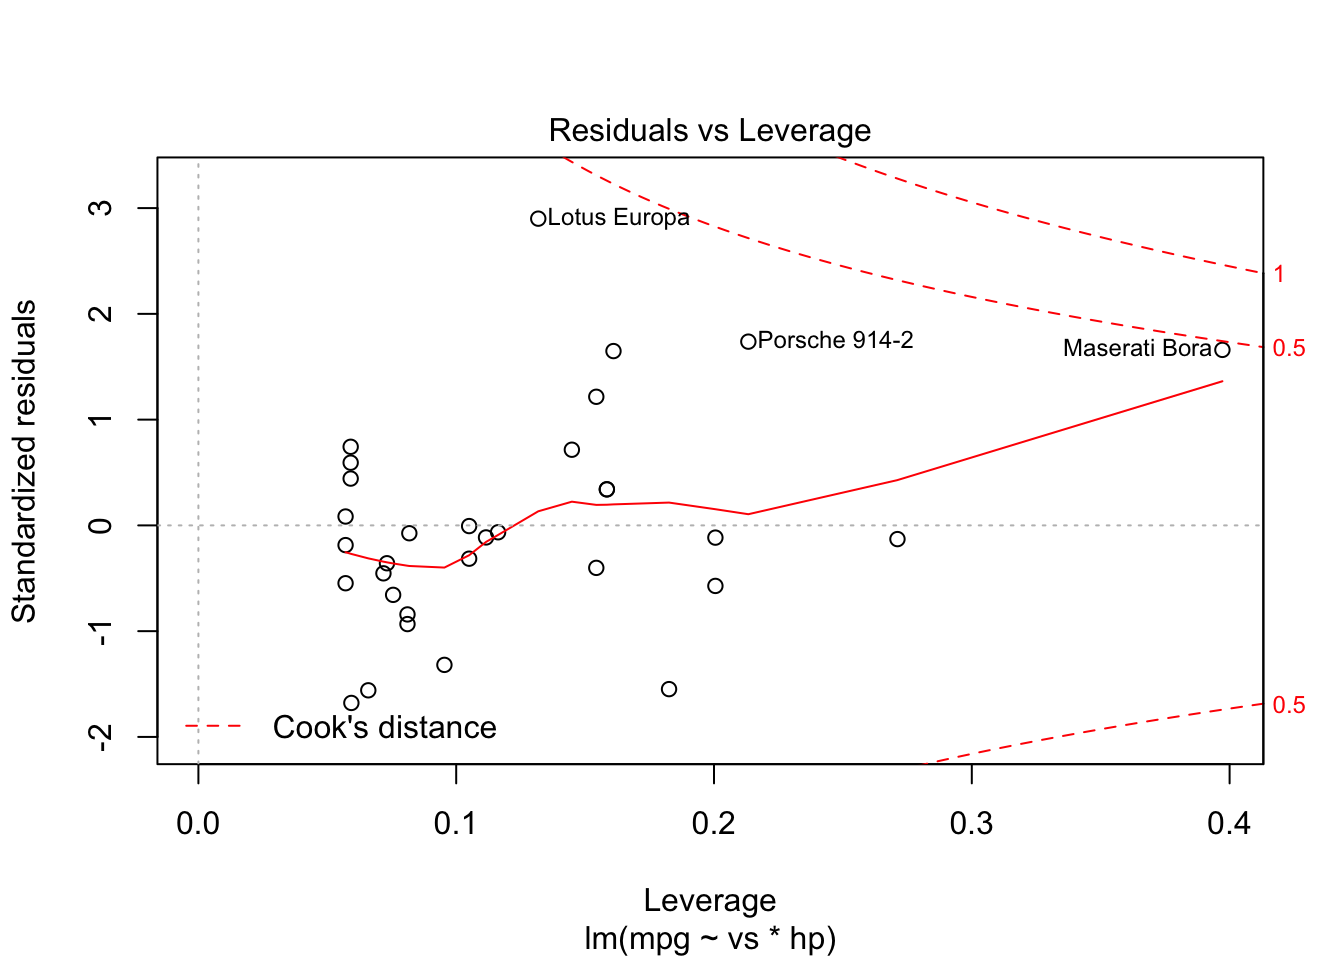 Residuals vs Leverage
Standardized residuals
3
2
1
0
-1
-2
Lotus Europa
Porsche 914-2
Maserati Bora
1
0.5
0.5
Cook's distance
0.0 0.1 0.2 0.3 0.4
Leverage
lm(mpg ~ vs * hp)